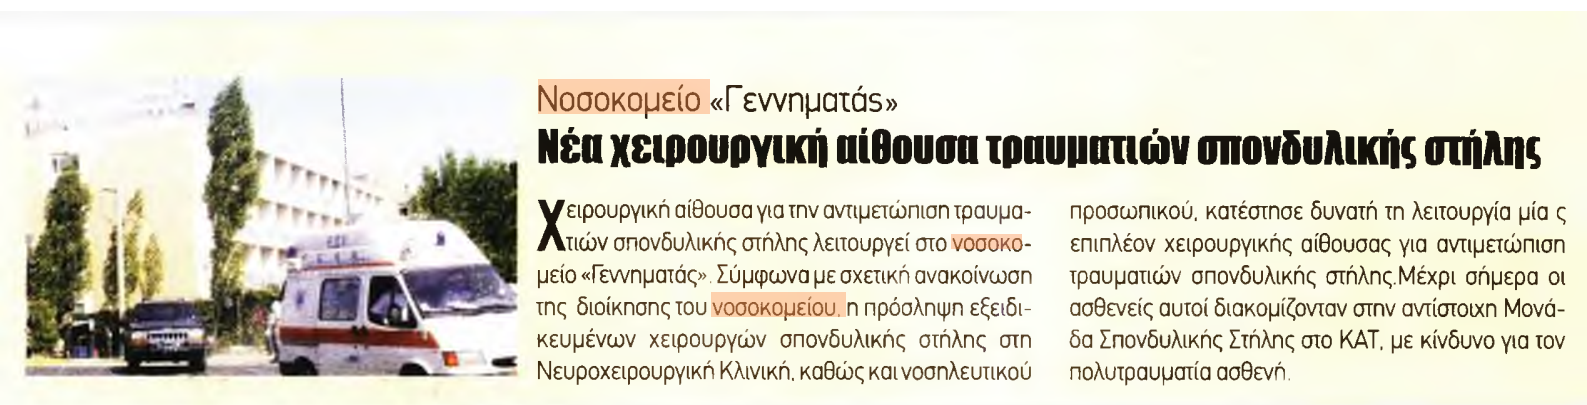 Νοσοκομείο «Γεννηματάς»
Νέα χειρουργική αίθουσα τραυματιών σπονδυλικής στήλης
Χειρουργική αίθουσα για την αντιμετώπιση τραυμα-
τιών σπονδυλικής στήλης λειτουργεί στο νοσοκο-
μείο «Γεννηματάς». Σύμφωνα με σχετική ανακοίνωση
της διοίκησης του νοσοκομείου, η πρόσληψη εξειδι-
κευμένων χειρουργών σπονδυλικής στήλης στη
Νευροχειρουργική Κλινική, καθώς και νοσηλευτικού
προσωπικού, κατέστησε δυνατή τη λειτουργία μία ς
επιπλέον χειρουργικής αίθουσας για αντιμετώπιση
τραυματιών σπονδυλικής στήλης.Μέχρι σήμερα οι
ασθενείς αυτοί διακομίζονταν στην αντίστοιχη Μονά-
δα Σπονδυλικής Στήλης στο ΚΑΤ, με κίνδυνο για τον
πολυτραυματία ασθενή.